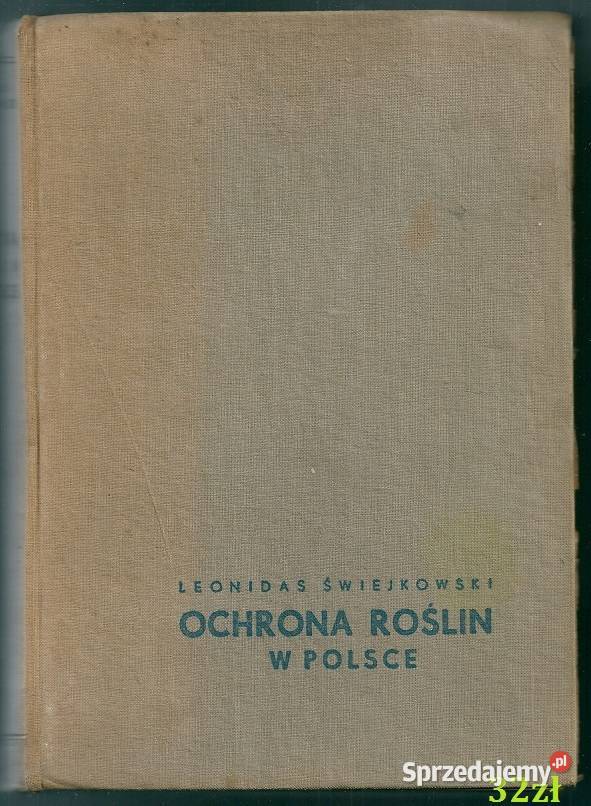 LEONIDAS ŚWIEJKOWSKI
OCHRONA ROŚLIN
W POLSCE
Sprzedajemy.pl
32zł